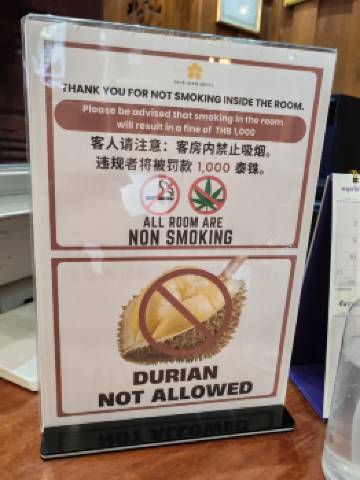 THANK YOU FOR NOT SMOKING INSIDE THE ROOM.
Please be advised that smoking in the room
will result in a fine of THB 1,000
客人请注意：客房内禁止吸烟。
违规者将被罚款 1,000 泰铢。
ALL ROOM ARE
NON SMOKING
DURIAN
NOT ALLOWED